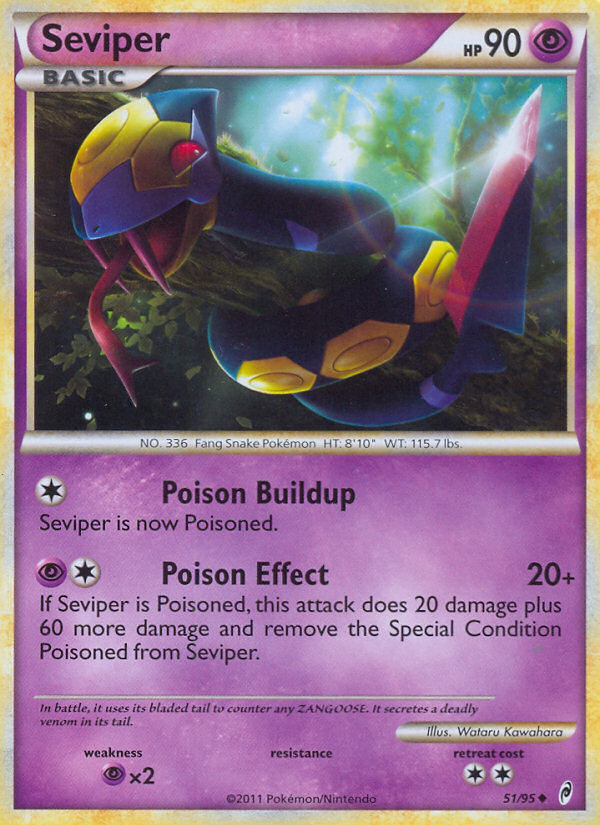 Seviper
HP 90
BASIC
NO. 336 Fang Snake Pokémon HT: 8'10" WT: 115.7 lbs.
Poison Buildup
Seviper is now Poisoned.
Poison Effect 20+
If Seviper is Poisoned, this attack does 20 damage plus
60 more damage and remove the Special Condition
Poisoned from Seviper.
In battle, it uses its bladed tail to counter any ZANGOOSE. It secretes a deadly
venom in its tail.
Illus. Wataru Kawahara
weakness resistance retreat cost
×2
©2011 Pokémon/Nintendo 51/95